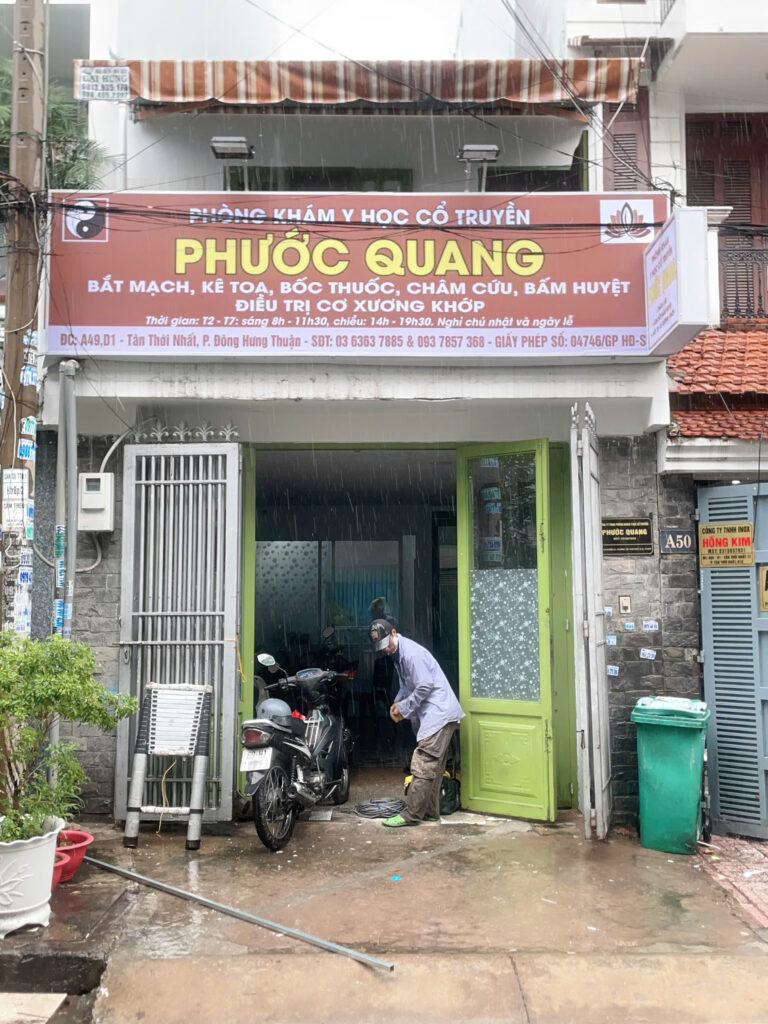 PHÒNG KHÁM Y HỌC CỔ TRUYỀN
PHƯỚC QUANG
BẮT MẠCH, KÊ TOA, BỐC THUỐC, CHÂM CỨU, BẤM HUYỆT
ĐIỀU TRỊ CƠ XƯƠNG KHỚP
Thời gian: T2 - T7: sáng 8h - 11h30, chiều: 14h - 19h30. Nghỉ chủ nhật và ngày lễ
ĐC: A49,D1 - Tân Thới Nhất, P. Đông Hưng Thuận - SĐT: 03 6363 7885 & 093 7857 368 - GIẤY PHÉP SỐ: 04746/GP HĐ-S
PHƯỚC QUANG
A50
CÔNG TY TNHH INOX
HỒNG KIM